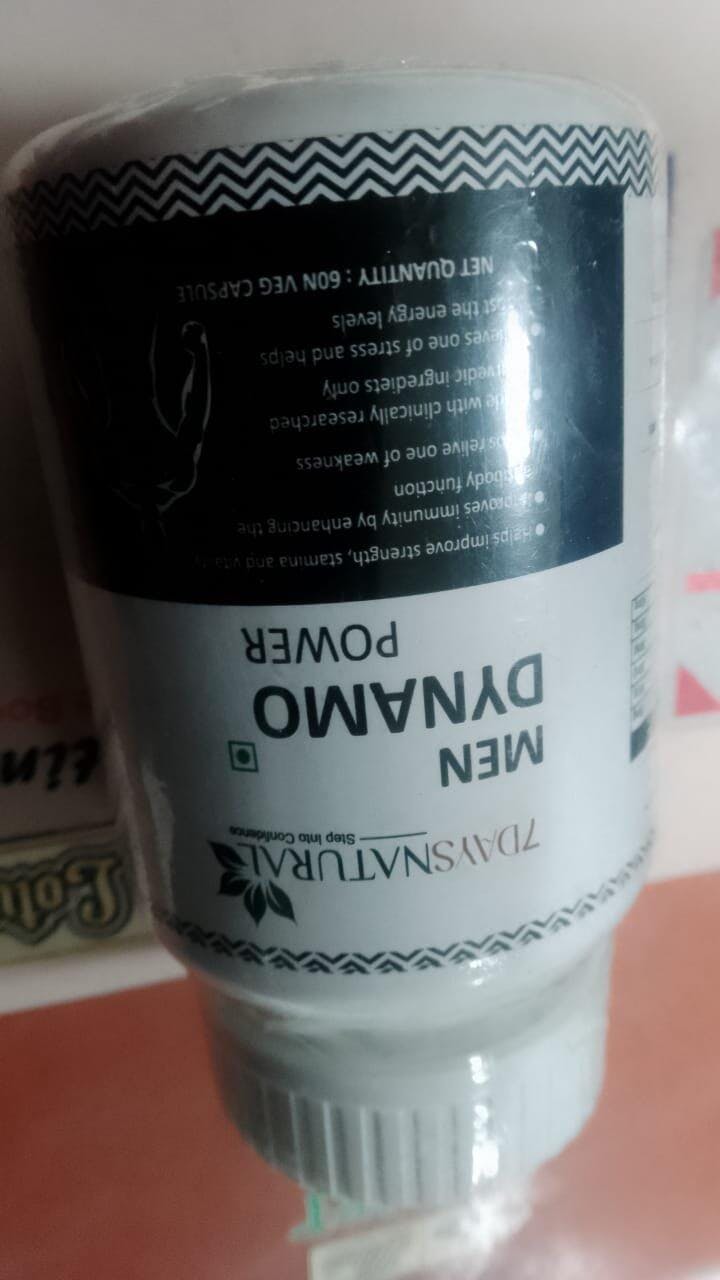 7DAYSNATURAL
Step Into Confidence
MEN
DYNAMO
POWER
Helps improve strength, stamina and vitality
immunity by enhancing the
body function
relive one of weakness
with clinically researched
ingrediets only
one of stress and helps
the energy levels
NET QUANTITY : 60N VEG CAPSULE